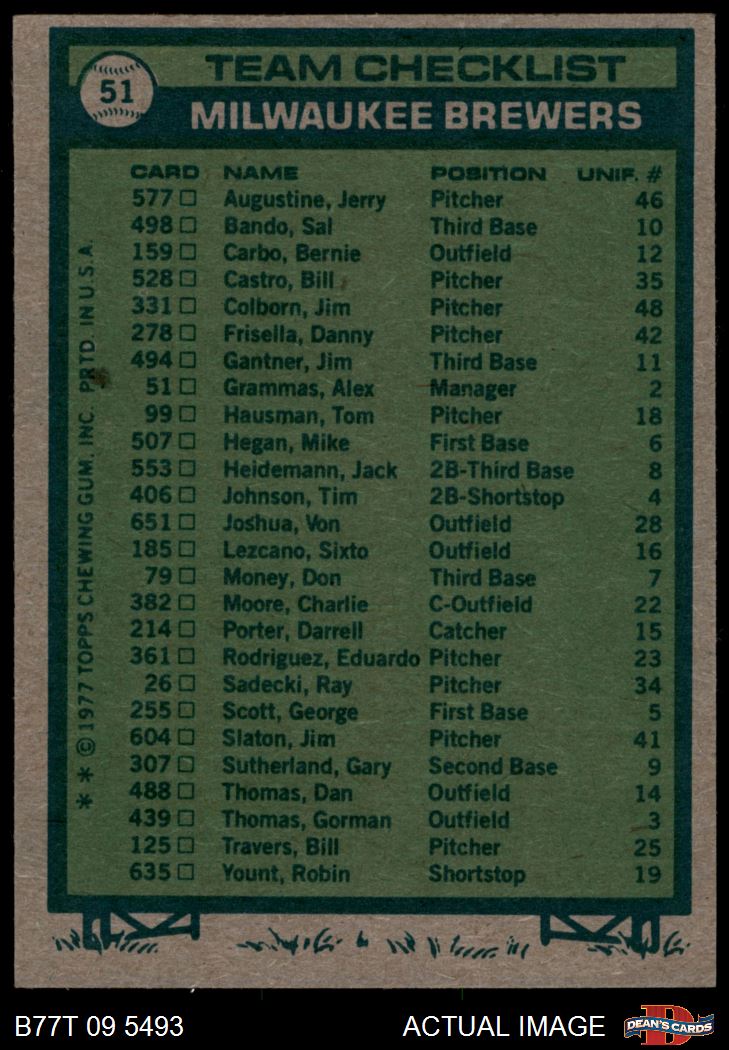 51
TEAM CHECKLIST
MILWAUKEE BREWERS
CARD NAME POSITION UNIF. #
577 Augustine, Jerry Pitcher 46
498 Bando, Sal Third Base 10
159 Carbo, Bernie Outfield 12
528 Castro, Bill Pitcher 35
331 Colborn, Jim Pitcher 48
278 Frisella, Danny Pitcher 42
494 Gantner, Jim Third Base 11
51 Grammas, Alex Manager 2
99 Hausman, Tom Pitcher 18
507 Hegan, Mike First Base 6
553 Heidemann, Jack 2B-Third Base 8
406 Johnson, Tim 2B-Shortstop 4
651 Joshua, Von Outfield 28
185 Lezcano, Sixto Outfield 16
79 Money, Don Third Base 7
382 Moore, Charlie C-Outfield 22
214 Porter, Darrell Catcher 15
361 Rodriguez, Eduardo Pitcher 23
26 Sadecki, Ray Pitcher 34
255 Scott, George First Base 5
604 Slaton, Jim Pitcher 41
307 Sutherland, Gary Second Base 9
488 Thomas, Dan Outfield 14
439 Thomas, Gorman Outfield 3
125 Travers, Bill Pitcher 25
635 Yount, Robin Shortstop 19
* * © 1977 TOPPS CHEWING GUM, INC. PRTD. IN U.S.A.
B77T 09 5493 ACTUAL IMAGE
D
DEAN'S CARDS